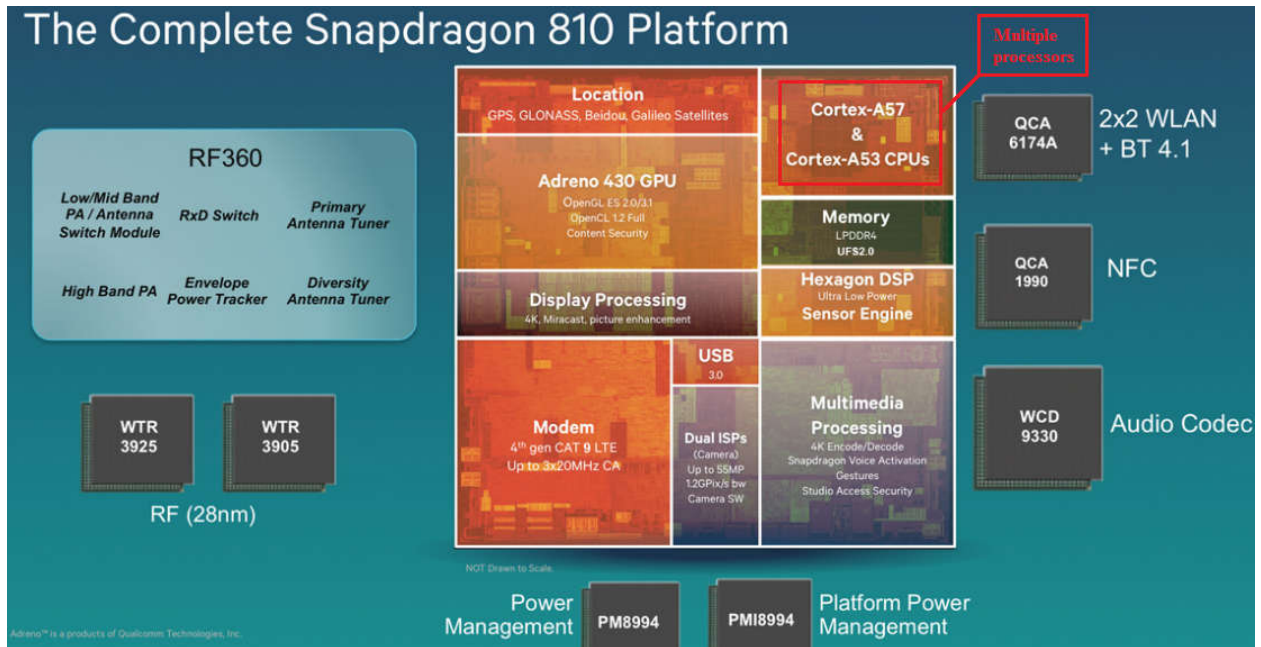 The Complete Snapdragon 810 Platform
Multiple
processors
RF360
Low/Mid Band
PA / Antenna
Switch Module
RxD Switch
Primary
Antenna Tuner
High Band PA
Envelope
Power Tracker
Diversity
Antenna Tuner
WTR
3925
WTR
3905
RF (28nm)
Location
GPS, GLONASS, Beidou, Galileo Satellites
Adreno 430 GPU
OpenGL ES 2.0/3.1
OpenCL 1.2 Full
Content Security
Display Processing
4K, Miracast, picture enhancement
Modem
4th gen CAT 9 LTE
Up to 3x20MHz CA
USB
3.0
Dual ISPs
(Camera)
Up to 55MP
1.2GPix/s bw
Camera SW
Cortex-A57
&
Cortex-A53 CPUs
Memory
LPDDR4
UFS2.0
Hexagon DSP
Ultra Low Power
Sensor Engine
Multimedia
Processing
4K Encode/Decode
Snapdragon Voice Activation
Gestures
Studio Access Security
QCA
6174A
2x2 WLAN
+ BT 4.1
QCA
1990
NFC
WCD
9330
Audio Codec
NOT Drawn to Scale.
Power
Management
PM8994
PMI8994
Platform Power
Management
Adreno™ is a products of Qualcomm Technologies, Inc.